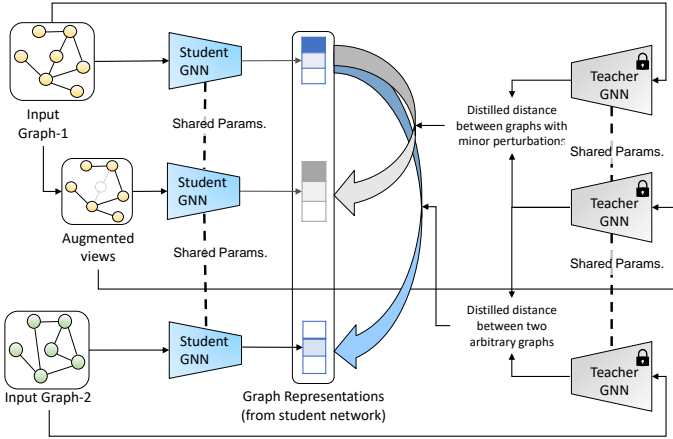 Student
GNN
Teacher
GNN
Input
Graph-1
Shared Params.
Distilled distance
between graphs with
minor perturbations
Shared Params.
Student
GNN
Teacher
GNN
Augmented
views
Shared Params.
Shared Params.
Distilled distance
between two
arbitrary graphs
Student
GNN
Teacher
GNN
Input Graph-2
Graph Representations
(from student network)